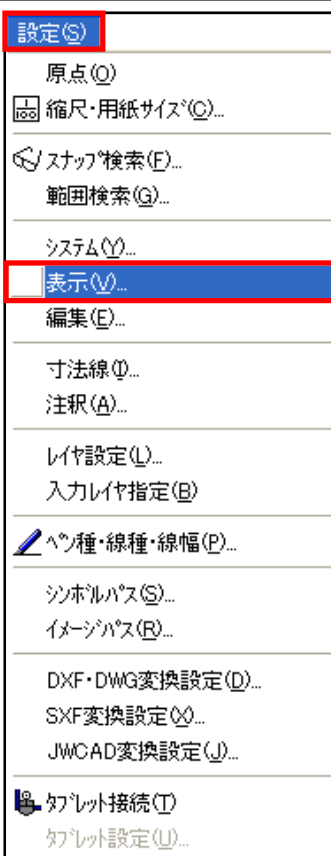 設定(S)
原点(O)
縮尺・用紙サイズ(C)...
スナップ検索(F)...
範囲検索(G)...
システム(Y)...
表示(V)...
編集(E)...
寸法線(I)...
注釈(A)...
レイヤ設定(L)...
入力レイヤ指定(B)
ペン種・線種・線幅(P)...
シンボルパス(S)...
イメージパス(R)...
DXF・DWG変換設定(D)...
SXF変換設定(X)...
JWCAD変換設定(J)...
タブレット接続(T)
タブレット設定(U)...